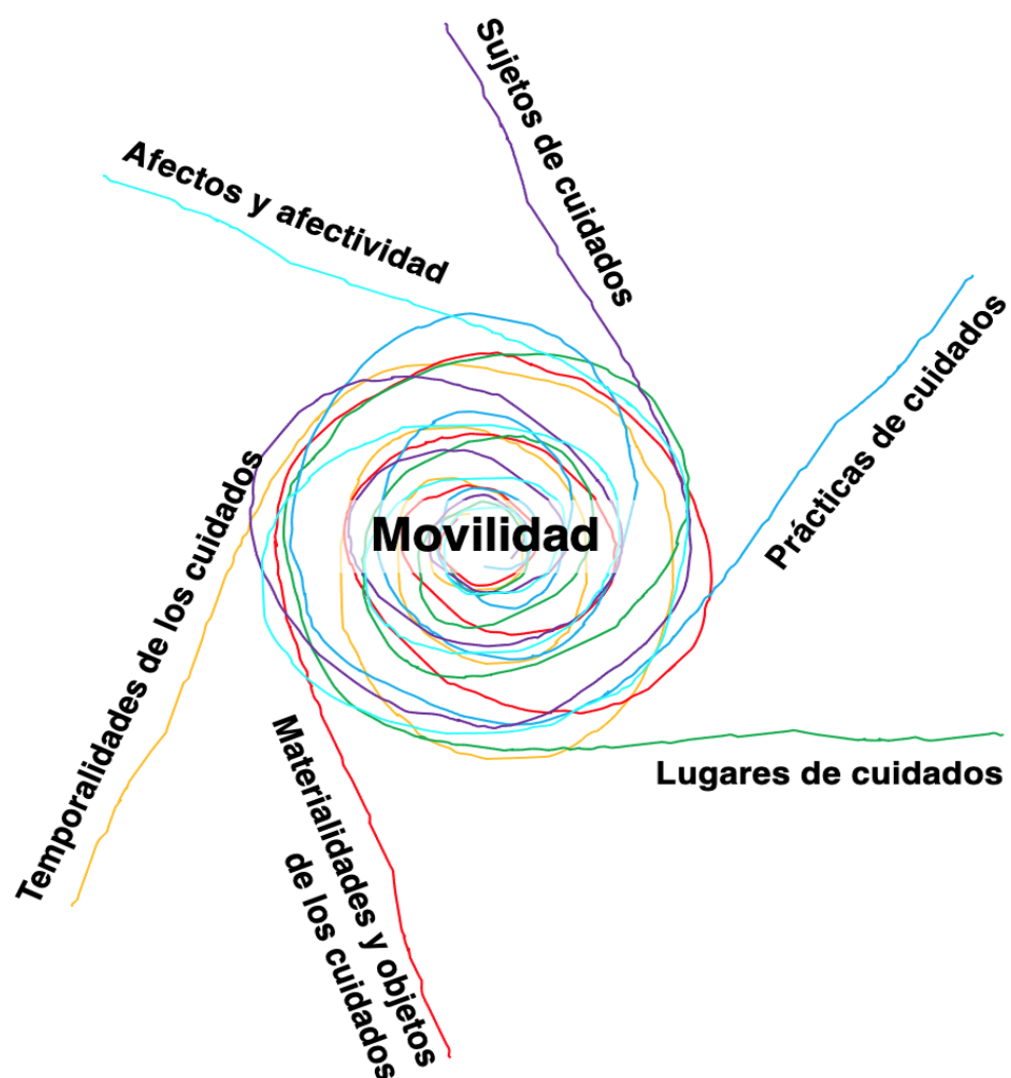 Sujetos de cuidados
Afectos y afectividad
Prácticas de cuidados
Movilidad
Temporalidades de los cuidados
Lugares de cuidados
Materialidades y objetos
de los cuidados